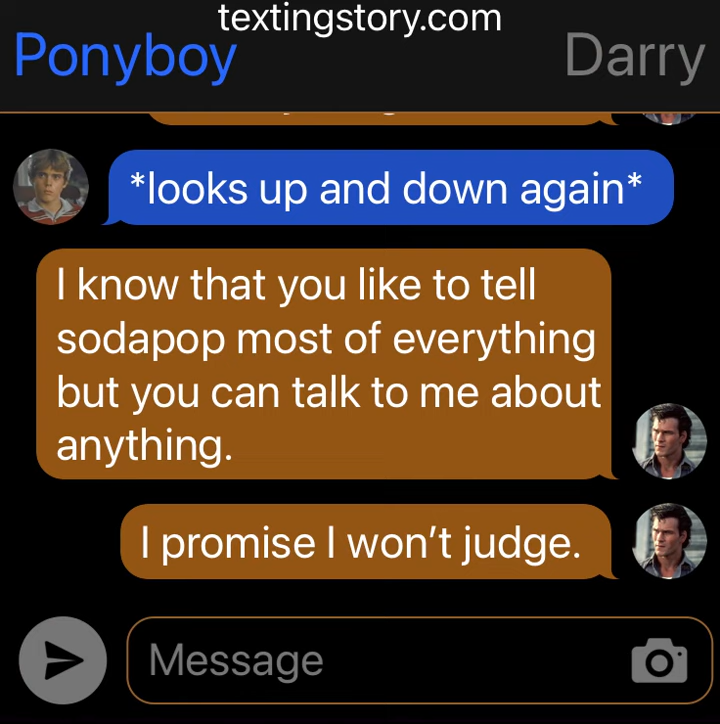 textingstory.com
Ponyboy
Darry
*looks up and down again*
I know that you like to tell
sodapop most of everything
but you can talk to me about
anything.
I promise I won’t judge.
Message